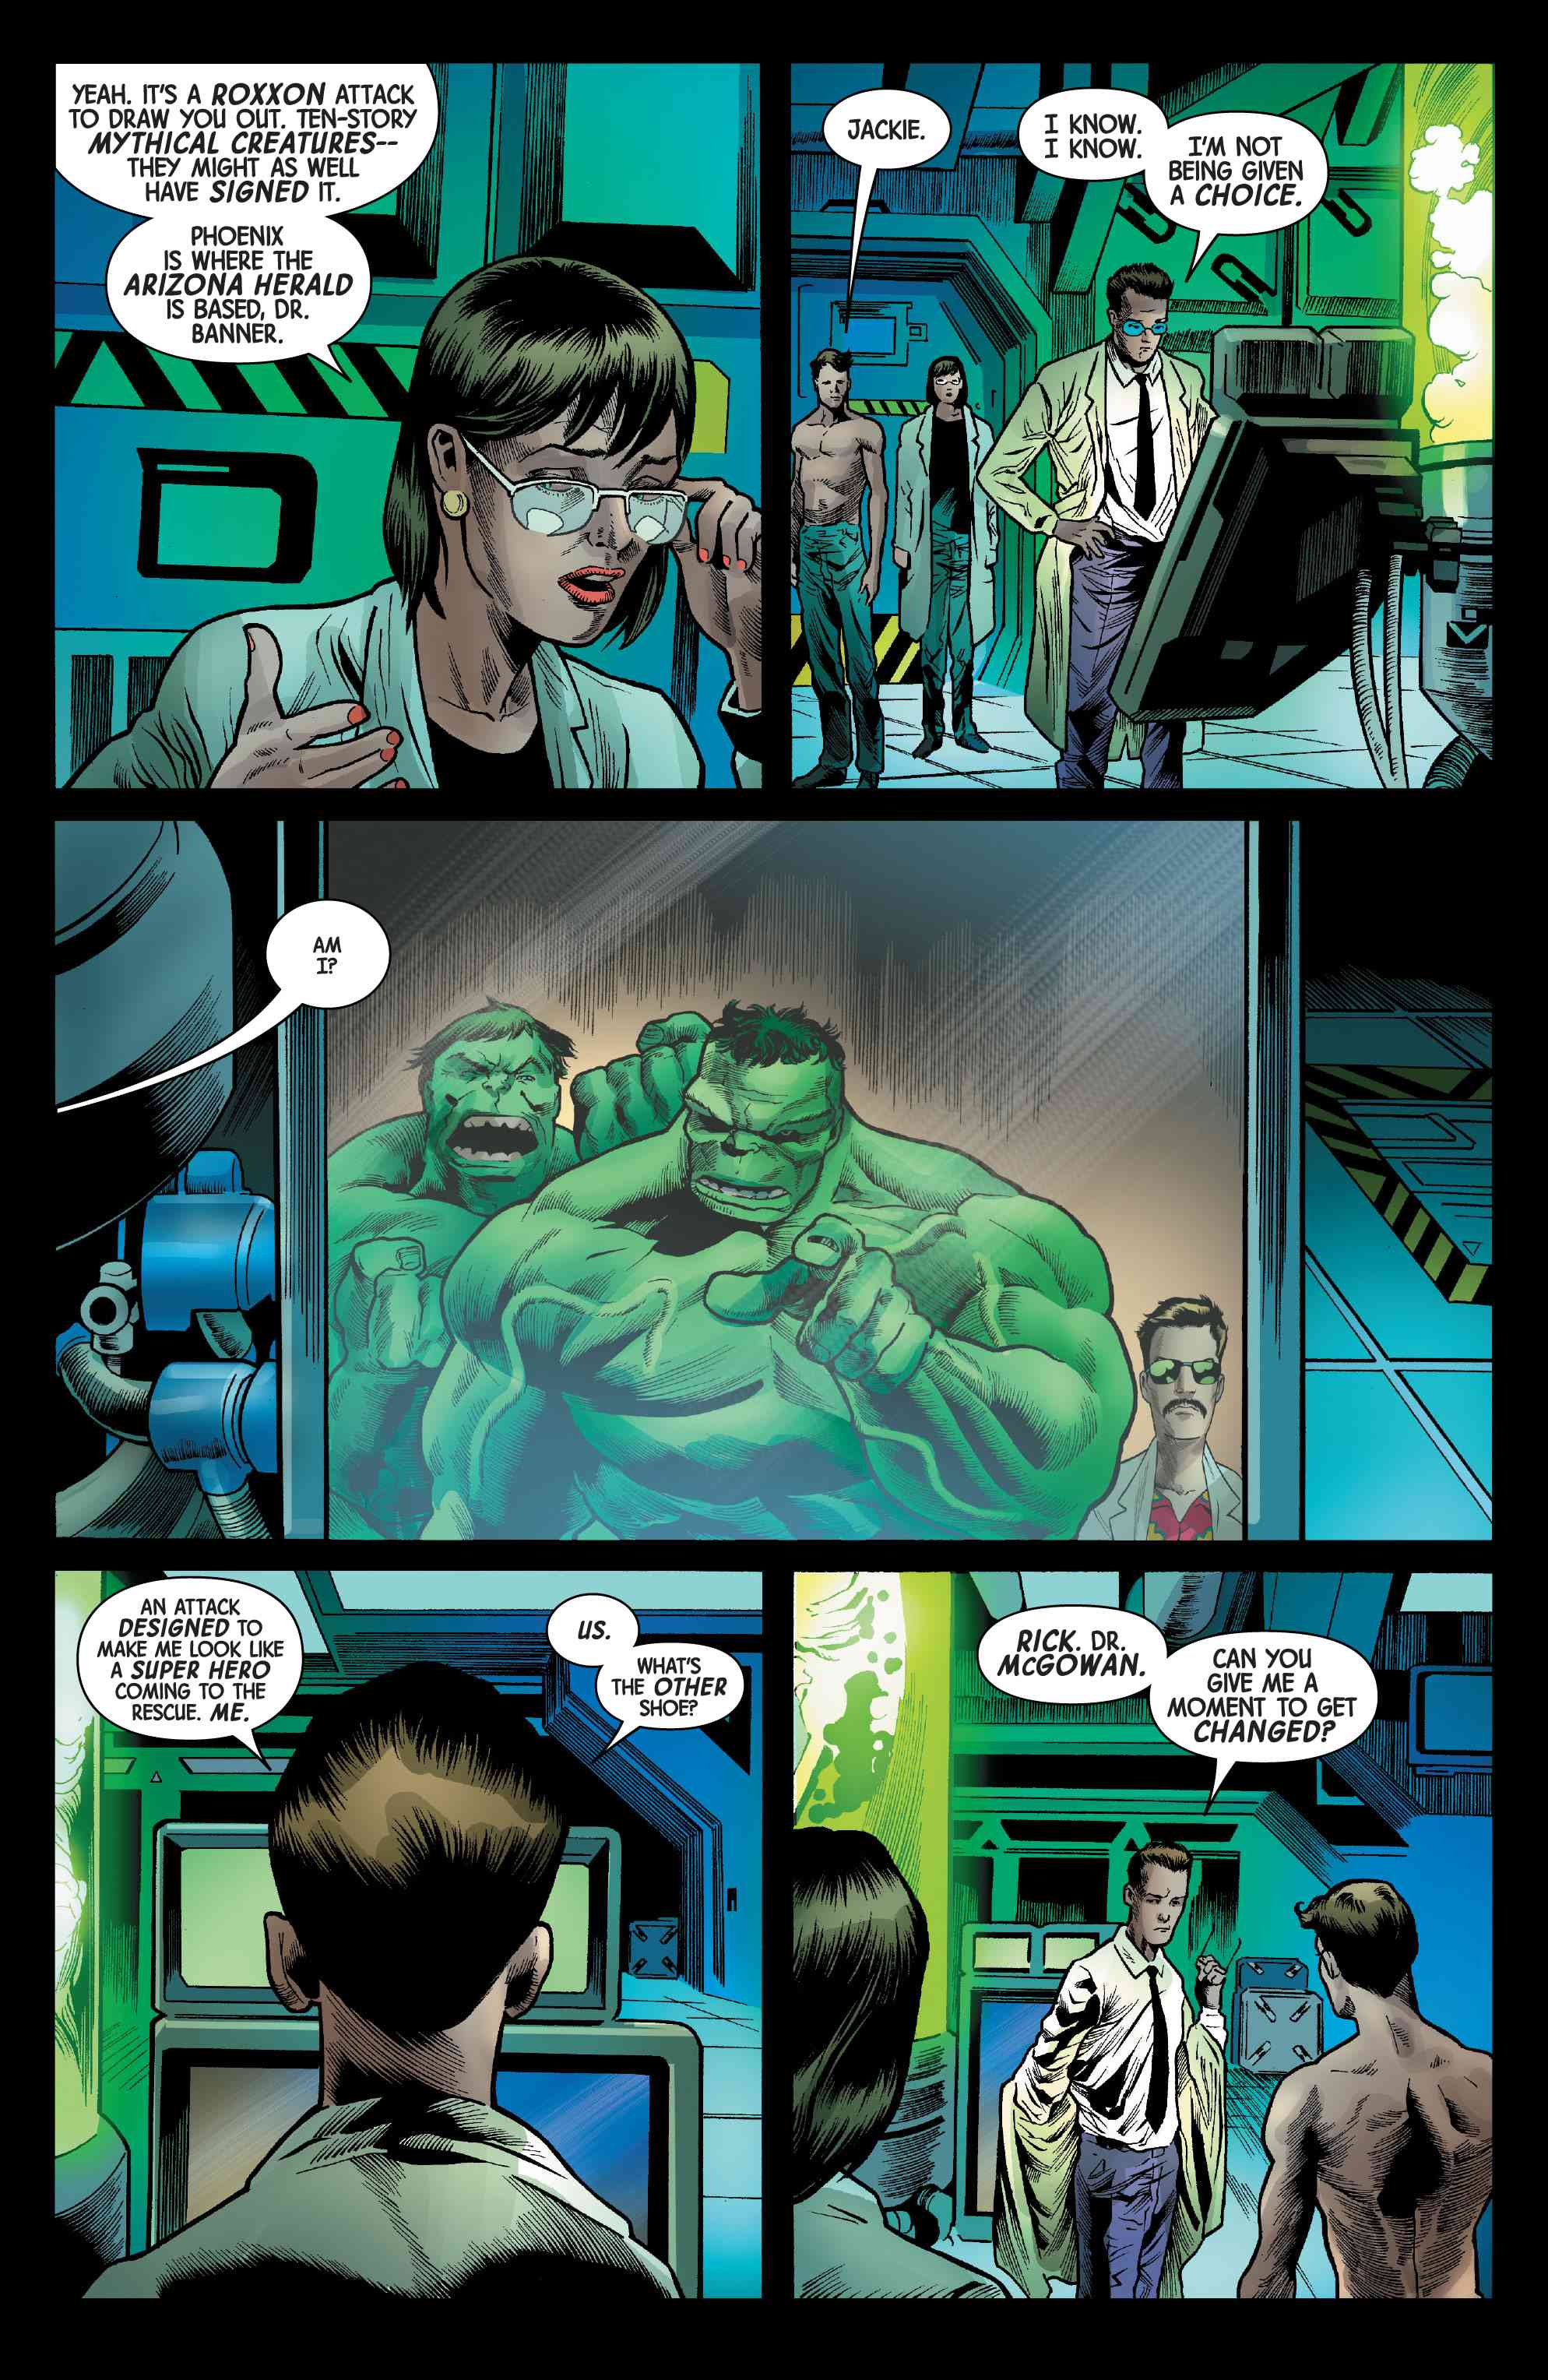 YEAH. IT'S A ROXXON ATTACK
TO DRAW YOU OUT. TEN-STORY
MYTHICAL CREATURES--
THEY MIGHT AS WELL
HAVE SIGNED IT.
PHOENIX
IS WHERE THE
ARIZONA HERALD
IS BASED, DR.
BANNER.
JACKIE.
I KNOW.
I KNOW.
I'M NOT
BEING GIVEN
A CHOICE.
AM
I?
AN ATTACK
DESIGNED TO
MAKE ME LOOK LIKE
A SUPER HERO
COMING TO THE
RESCUE. ME.
US.
WHAT'S
THE OTHER
SHOE?
RICK. DR.
McGOWAN.
CAN YOU
GIVE ME A
MOMENT TO GET
CHANGED?